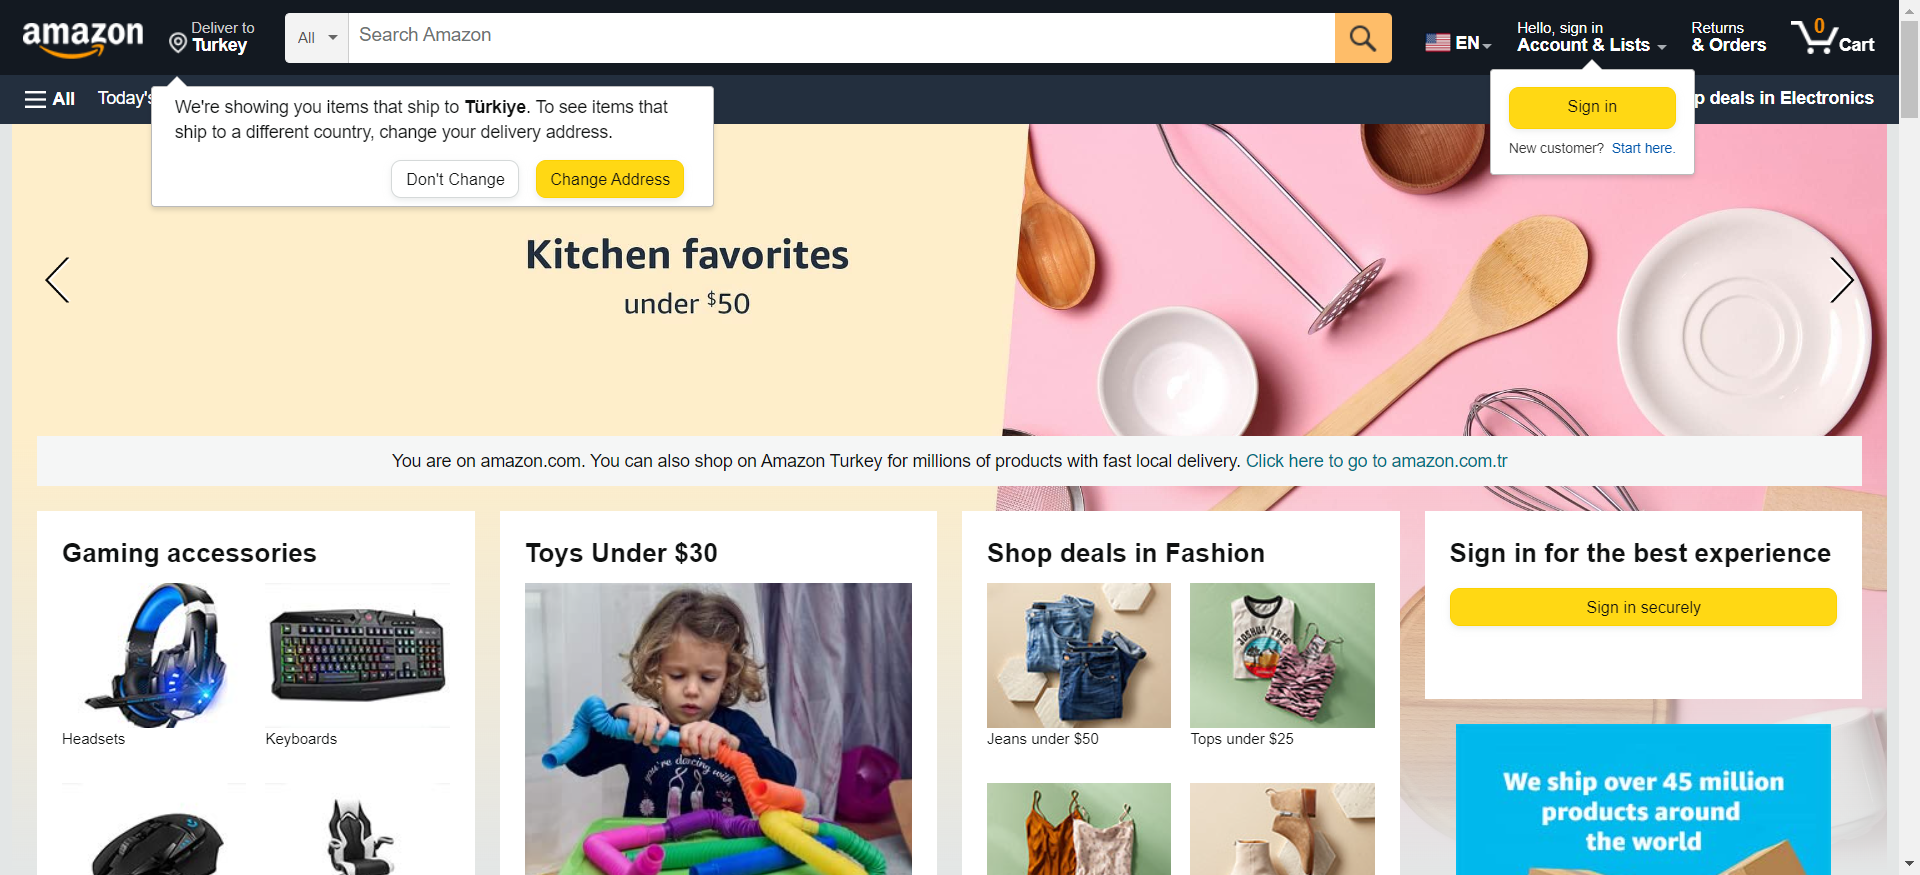 amazon
Deliver to
Turkey
All
Search Amazon
EN
Hello, sign in
Account & Lists
Returns
& Orders
0
Cart
All
Today's
p deals in Electronics
We're showing you items that ship to Türkiye. To see items that
ship to a different country, change your delivery address.
Don't Change
Change Address
Sign in
New customer? Start here.
Kitchen favorites
under $50
You are on amazon.com. You can also shop on Amazon Turkey for millions of products with fast local delivery. Click here to go to amazon.com.tr
Gaming accessories
Headsets
Keyboards
Toys Under $30
you're dancing with
Shop deals in Fashion
JOSHUA TREE
Jeans under $50
Tops under $25
Sign in for the best experience
Sign in securely
We ship over 45 million
products around
the world